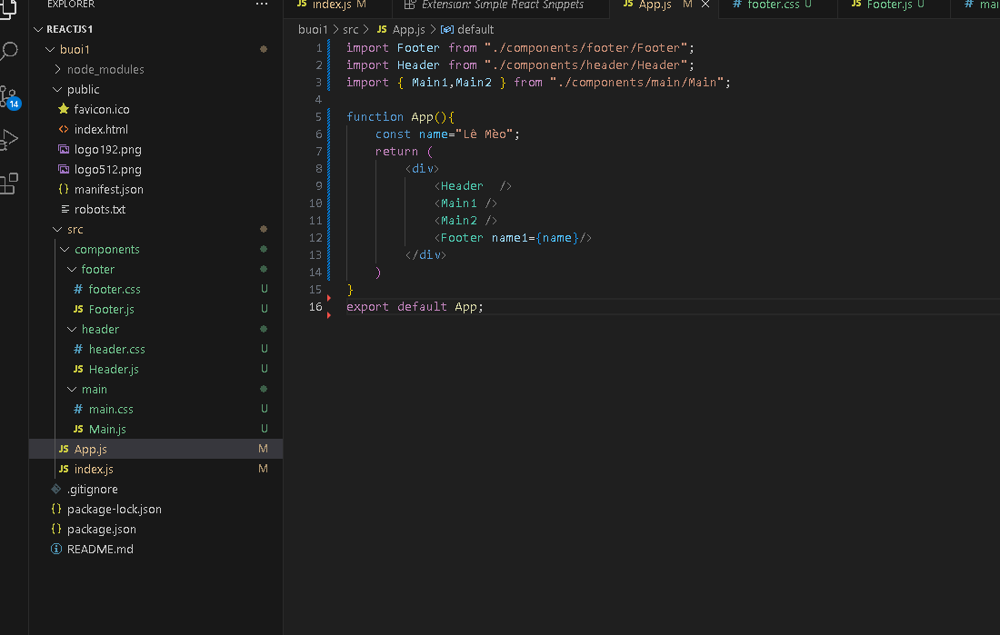 EXPLORER
REACTJS1
buoi1
node_modules
public
favicon.ico
index.html
logo192.png
logo512.png
manifest.json
robots.txt
src
components
footer
footer.css U
Footer.js U
header
header.css U
Header.js U
main
main.css U
Main.js U
App.js M
index.js M
.gitignore
package-lock.json
package.json
README.md
14
index.js M
Extension: Simple React Snippets
App.js M
footer.css U
Footer.js U
mai
buoi1 > src > JS App.js > default
1 import Footer from "./components/footer/Footer";
2 import Header from "./components/header/Header";
3 import { Main1,Main2 } from "./components/main/Main";
4
5 function App(){
6 const name="Lê Mèo";
7 return (
8 <div>
9 <Header />
10 <Main1 />
11 <Main2 />
12 <Footer name1={name}/>
13 </div>
14 )
15 }
16 export default App;